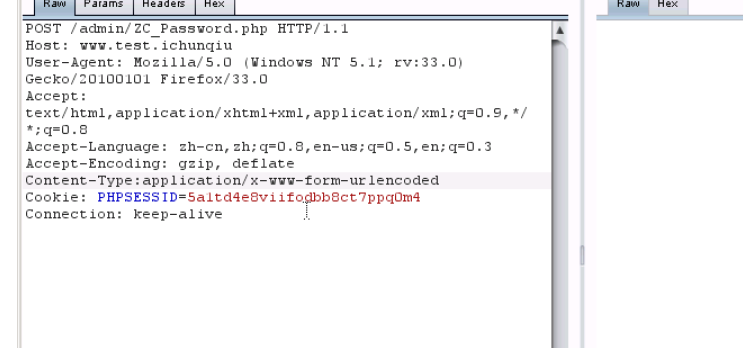 Raw Params Headers Hex Raw Hex
POST /admin/ZC_Password.php HTTP/1.1
Host: www.test.ichunqiu
User-Agent: Mozilla/5.0 (Windows NT 5.1; rv:33.0)
Gecko/20100101 Firefox/33.0
Accept:
text/html,application/xhtml+xml,application/xml;q=0.9,*/
*;q=0.8
Accept-Language: zh-cn,zh;q=0.8,en-us;q=0.5,en;q=0.3
Accept-Encoding: gzip, deflate
Content-Type:application/x-www-form-urlencoded
Cookie: PHPSESSID=5a1td4e8viifodbb8ct7ppq0m4
Connection: keep-alive